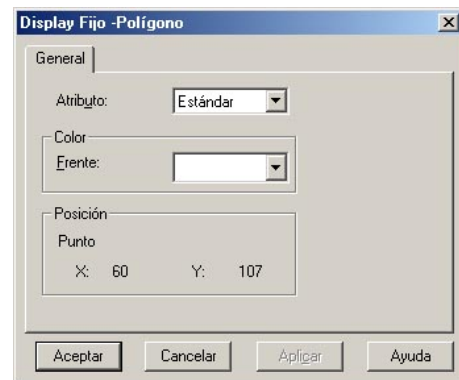 Display Fijo -Polígono
General
Atributo: Estándar
Color
Frente:
Posición
Punto
X: 60 Y: 107
Aceptar Cancelar Aplicar Ayuda